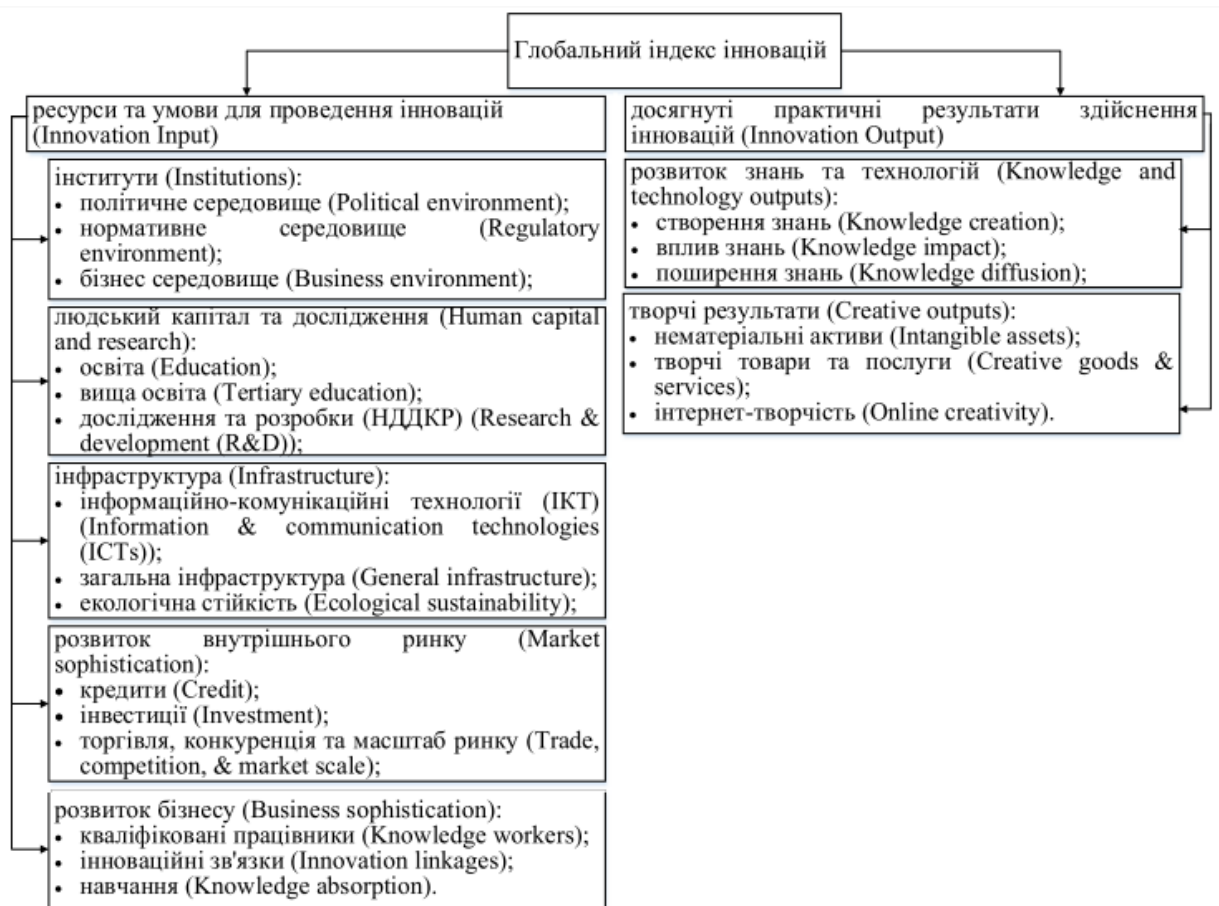 Глобальний індекс інновацій
ресурси та умови для проведення інновацій
(Innovation Input)
інститути (Institutions):
• політичне середовище (Political environment);
• нормативне середовище (Regulatory
environment);
• бізнес середовище (Business environment);
людський капітал та дослідження (Human capital
and research):
• освіта (Education);
• вища освіта (Tertiary education);
• дослідження та розробки (НДДКР) (Research &
development (R&D));
інфраструктура (Infrastructure):
• інформаційно-комунікаційні технології (ІКТ)
(Information & communication technologies
(ICTs));
• загальна інфраструктура (General infrastructure);
• екологічна стійкість (Ecological sustainability);
розвиток внутрішнього ринку (Market
sophistication):
• кредити (Credit);
• інвестиції (Investment);
• торгівля, конкуренція та масштаб ринку (Trade,
competition, & market scale);
розвиток бізнесу (Business sophistication):
• кваліфіковані працівники (Knowledge workers);
• інноваційні зв'язки (Innovation linkages);
• навчання (Knowledge absorption).
досягнуті практичні результати здійснення
інновацій (Innovation Output)
розвиток знань та технологій (Knowledge and
technology outputs):
• створення знань (Knowledge creation);
• вплив знань (Knowledge impact);
• поширення знань (Knowledge diffusion);
творчі результати (Creative outputs):
• нематеріальні активи (Intangible assets);
• творчі товари та послуги (Creative goods &
services);
• інтернет-творчість (Online creativity).